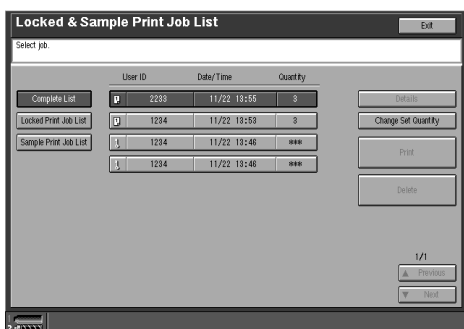 Locked & Sample Print Job List
Exit
Select job.
User ID Date/Time Quantity
Complete List 2233 11/22 13:55 3 Details
Locked Print Job List 1234 11/22 13:53 3 Change Set Quantity
Sample Print Job List 1234 11/22 13:46 *** Print
1234 11/22 13:46 ***
Delete
1/1
▲ Previous
▼ Next